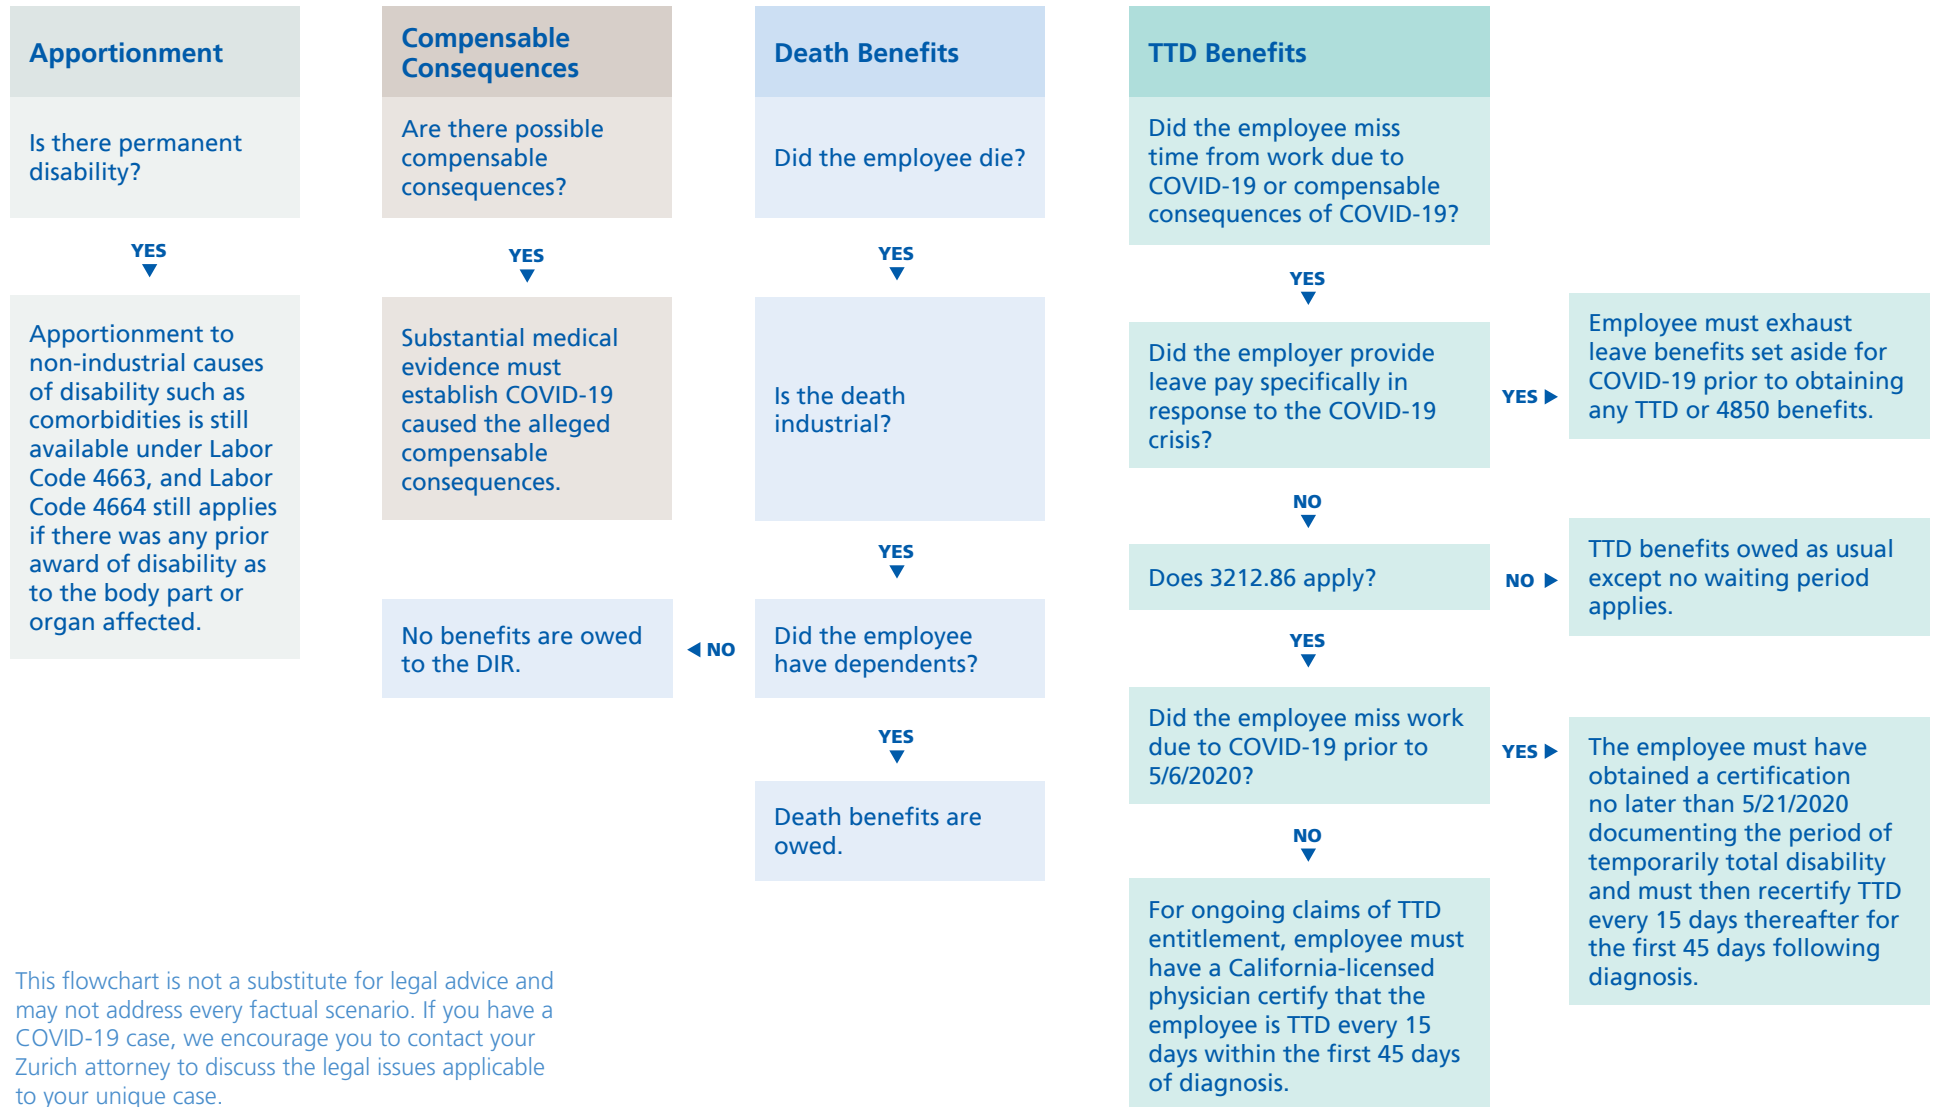 Apportionment
Is there permanent
disability?
YES
Apportionment to
non-industrial causes
of disability such as
comorbidities is still
available under Labor
Code 4663, and Labor
Code 4664 still applies
if there was any prior
award of disability as
to the body part or
organ affected.
Compensable
Consequences
Are there possible
compensable
consequences?
YES
Substantial medical
evidence must
establish COVID-19
caused the alleged
compensable
consequences.
Death Benefits
Did the employee die?
YES
Is the death
industrial?
YES
Did the employee
have dependents?
NO
No benefits are owed
to the DIR.
YES
Death benefits are
owed.
TTD Benefits
Did the employee miss
time from work due to
COVID-19 or compensable
consequences of COVID-19?
YES
Did the employer provide
leave pay specifically in
response to the COVID-19
crisis?
YES
Employee must exhaust
leave benefits set aside for
COVID-19 prior to obtaining
any TTD or 4850 benefits.
NO
Does 3212.86 apply?
NO
TTD benefits owed as usual
except no waiting period
applies.
YES
Did the employee miss work
due to COVID-19 prior to
5/6/2020?
YES
The employee must have
obtained a certification
no later than 5/21/2020
documenting the period of
temporarily total disability
and must then recertify TTD
every 15 days thereafter for
the first 45 days following
diagnosis.
NO
For ongoing claims of TTD
entitlement, employee must
have a California-licensed
physician certify that the
employee is TTD every 15
days within the first 45 days
of diagnosis.
This flowchart is not a substitute for legal advice and
may not address every factual scenario. If you have a
COVID-19 case, we encourage you to contact your
Zurich attorney to discuss the legal issues applicable
to your unique case.